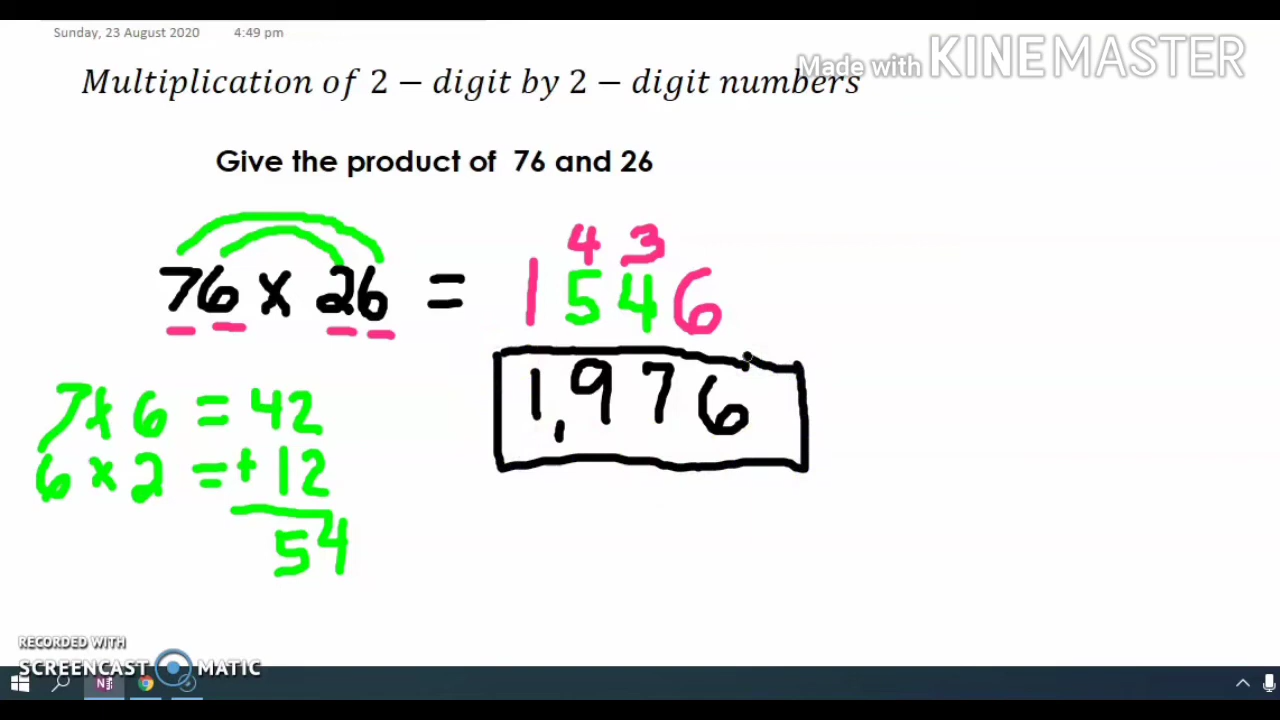 Sunday, 23 August 2020 4:49 pm
Made with KINEMASTER
Multiplication of 2 − digit by 2 − digit numbers
Give the product of 76 and 26
4 3
76 x 26 = 1 5 4 6
1,976
7 x 6 = 42
6 x 2 = + 12
54
RECORDED WITH
SCREENCAST MATIC